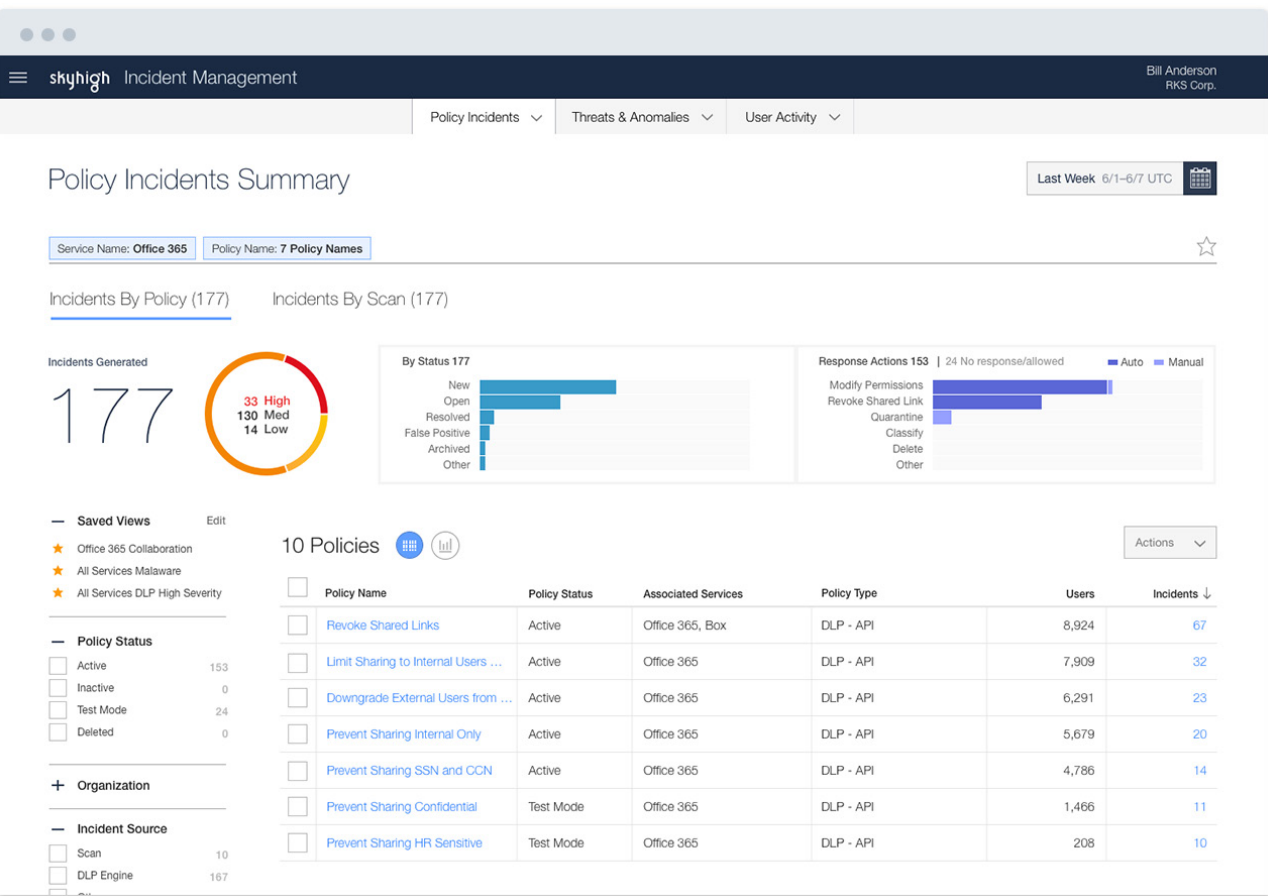 skyhigh Incident Management
Bill Anderson
RKS Corp.
Policy Incidents
Threats & Anomalies
User Activity
Policy Incidents Summary
Last Week 6/1–6/7 UTC
Service Name: Office 365
Policy Name: 7 Policy Names
Incidents By Policy (177)
Incidents By Scan (177)
Incidents Generated
177
33 High
130 Med
14 Low
By Status 177
New
Open
Resolved
False Positive
Archived
Other
Response Actions 153 | 24 No response/allowed
Auto
Manual
Modify Permissions
Revoke Shared Link
Quarantine
Classify
Delete
Other
Saved Views Edit
Office 365 Collaboration
All Services Malaware
All Services DLP High Severity
Policy Status
Active 153
Inactive 0
Test Mode 24
Deleted 0
Organization
Incident Source
Scan 10
DLP Engine 167
10 Policies
Actions
Policy Name Policy Status Associated Services Policy Type Users Incidents
Revoke Shared Links Active Office 365, Box DLP - API 8,924 67
Limit Sharing to Internal Users ... Active Office 365 DLP - API 7,909 32
Downgrade External Users from ... Active Office 365 DLP - API 6,291 23
Prevent Sharing Internal Only Active Office 365 DLP - API 5,679 20
Prevent Sharing SSN and CCN Active Office 365 DLP - API 4,786 14
Prevent Sharing Confidential Test Mode Office 365 DLP - API 1,466 11
Prevent Sharing HR Sensitive Test Mode Office 365 DLP - API 208 10